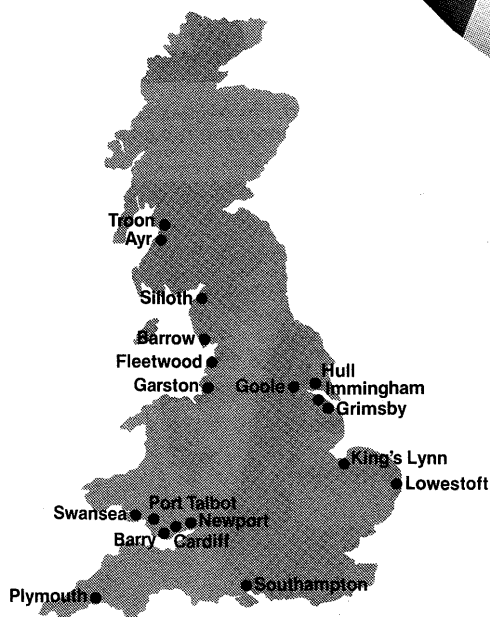 Troon
Ayr
Silloth
Barrow
Fleetwood
Garston
Goole
Hull
Immingham
Grimsby
King's Lynn
Lowestoft
Swansea
Port Talbot
Newport
Barry
Cardiff
Southampton
Plymouth